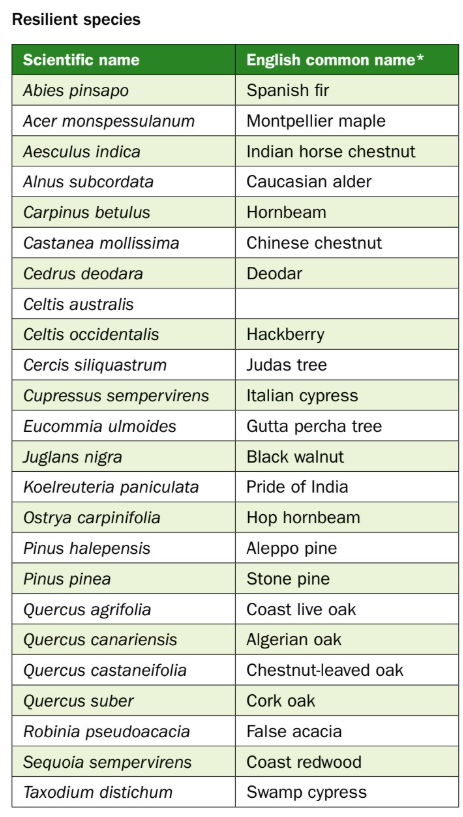 Resilient species
Scientific name English common name*
Abies pinsapo Spanish fir
Acer monspessulanum Montpellier maple
Aesculus indica Indian horse chestnut
Alnus subcordata Caucasian alder
Carpinus betulus Hornbeam
Castanea mollissima Chinese chestnut
Cedrus deodara Deodar
Celtis australis
Celtis occidentalis Hackberry
Cercis siliquastrum Judas tree
Cupressus sempervirens Italian cypress
Eucommia ulmoides Gutta percha tree
Juglans nigra Black walnut
Koelreuteria paniculata Pride of India
Ostrya carpinifolia Hop hornbeam
Pinus halepensis Aleppo pine
Pinus pinea Stone pine
Quercus agrifolia Coast live oak
Quercus canariensis Algerian oak
Quercus castaneifolia Chestnut-leaved oak
Quercus suber Cork oak
Robinia pseudoacacia False acacia
Sequoia sempervirens Coast redwood
Taxodium distichum Swamp cypress